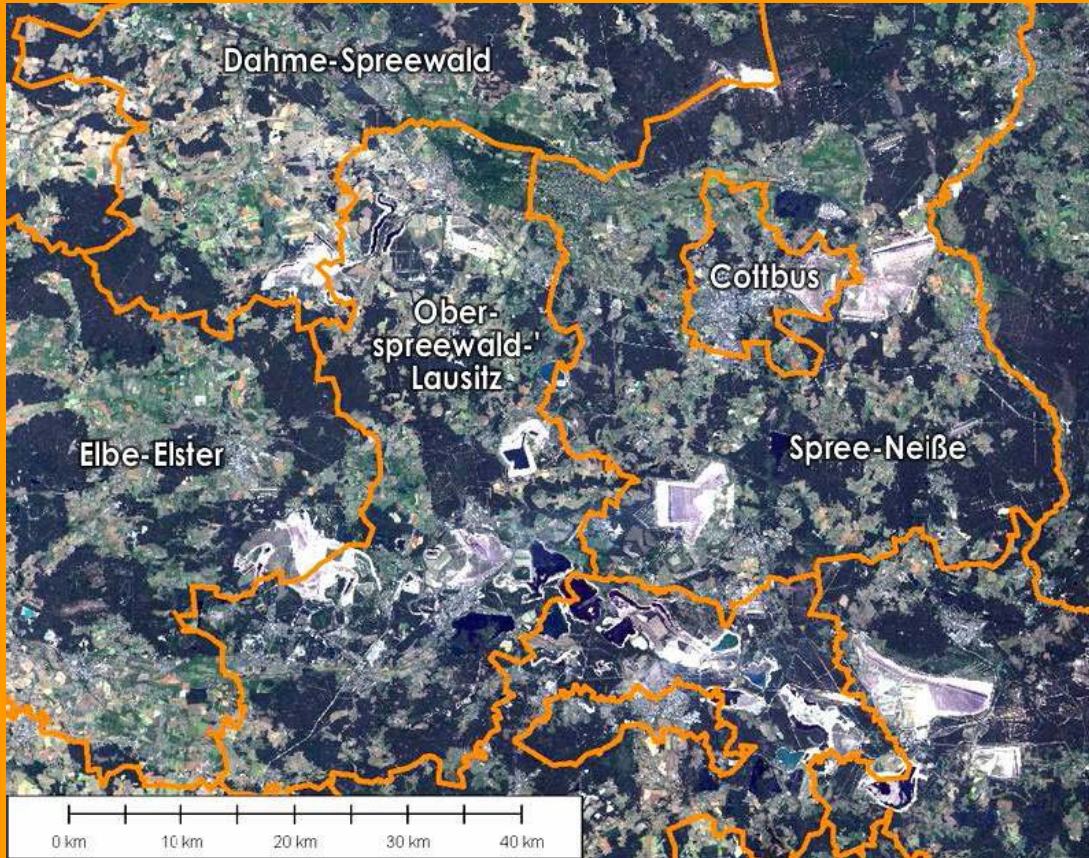 Dahme-Spreewald
Cottbus
Ober-
spreewald-'
Lausitz
Elbe-Elster
Spree-Neiße
0 km 10 km 20 km 30 km 40 km